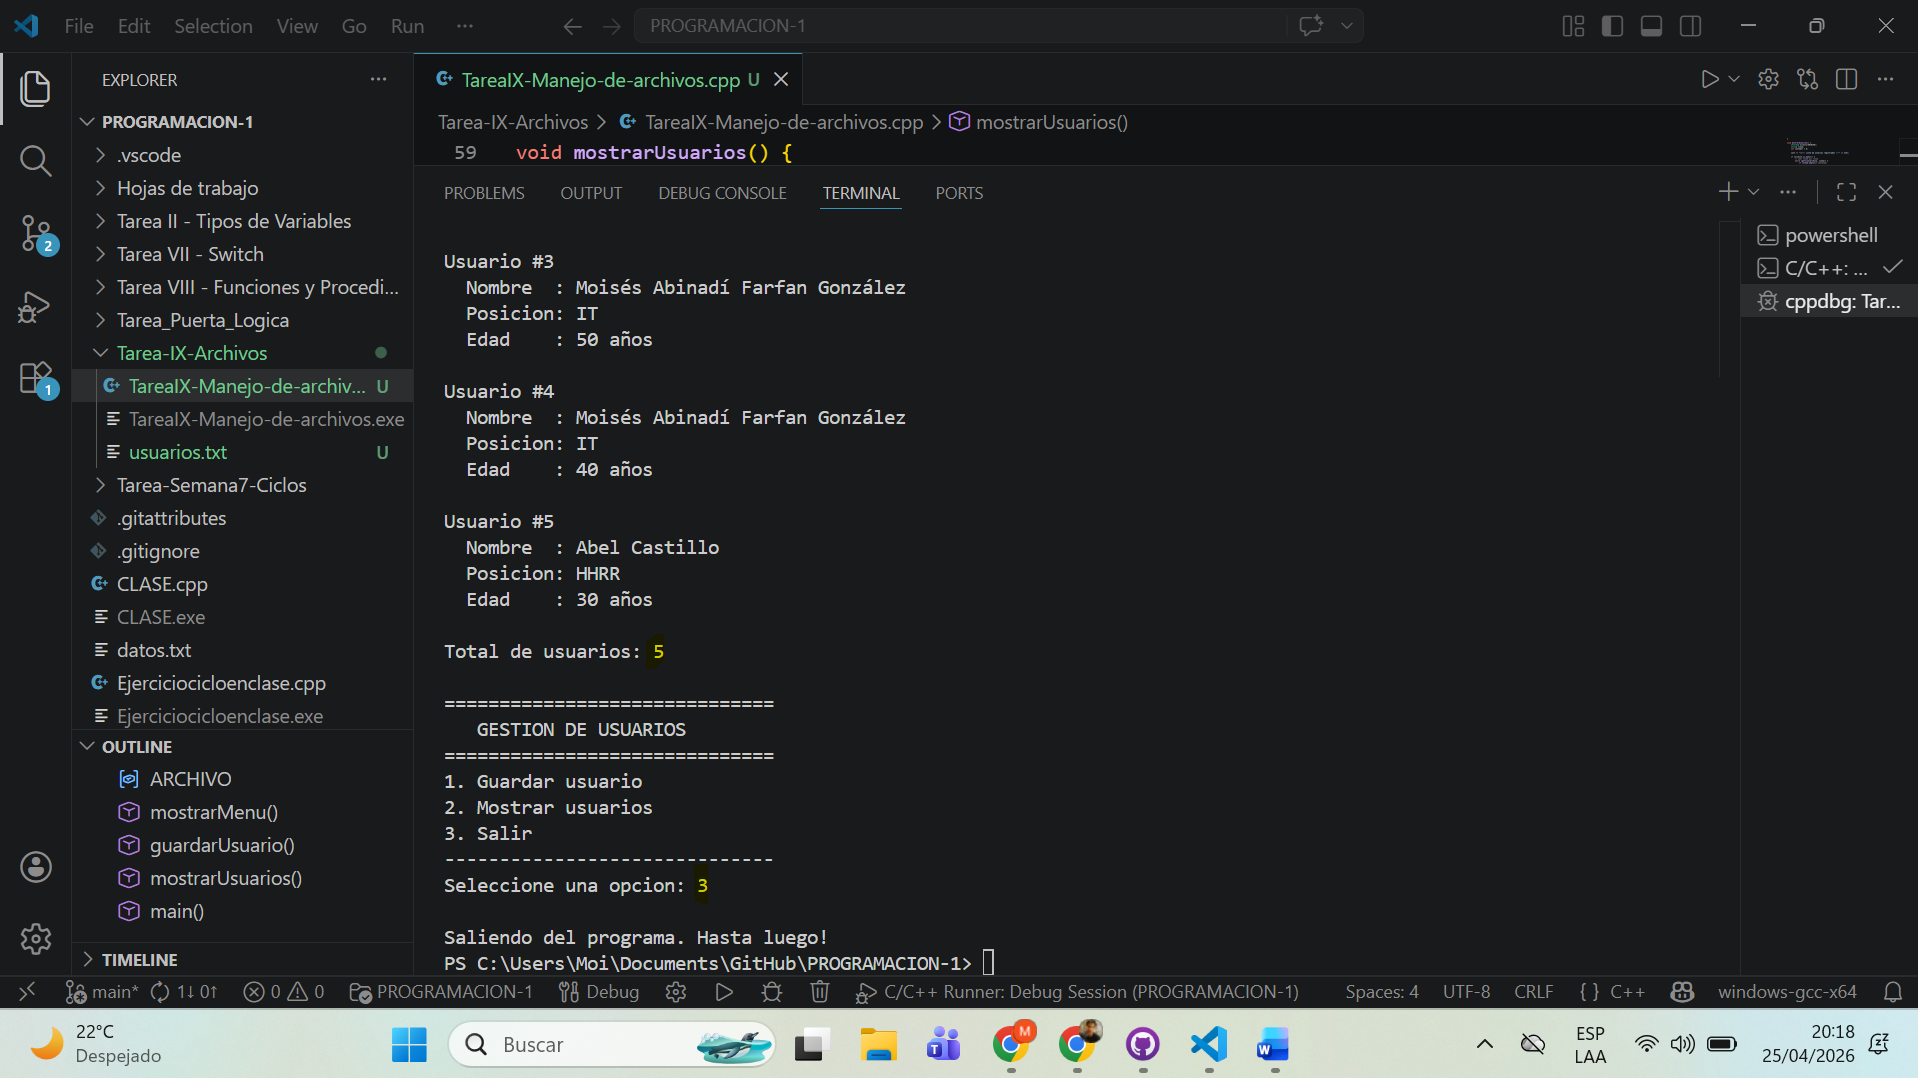 File Edit Selection View Go Run ···
PROGRAMACION-1
EXPLORER
PROGRAMACION-1
.vscode
Hojas de trabajo
Tarea II - Tipos de Variables
Tarea VII - Switch
Tarea VIII - Funciones y Procedi...
Tarea_Puerta_Logica
Tarea-IX-Archivos
TareaIX-Manejo-de-archiv... U
TareaIX-Manejo-de-archivos.exe
usuarios.txt U
Tarea-Semana7-Ciclos
.gitattributes
.gitignore
CLASE.cpp
CLASE.exe
datos.txt
Ejerciciocicloenclase.cpp
Ejerciciocicloenclase.exe
OUTLINE
ARCHIVO
mostrarMenu()
guardarUsuario()
mostrarUsuarios()
main()
TIMELINE
2
1
TareaIX-Manejo-de-archivos.cpp U
Tarea-IX-Archivos > TareaIX-Manejo-de-archivos.cpp > mostrarUsuarios()
59 void mostrarUsuarios() {
PROBLEMS OUTPUT DEBUG CONSOLE TERMINAL PORTS
Usuario #3
Nombre : Moisés Abinadí Farfan González
Posicion: IT
Edad : 50 años
Usuario #4
Nombre : Moisés Abinadí Farfan González
Posicion: IT
Edad : 40 años
Usuario #5
Nombre : Abel Castillo
Posicion: HHRR
Edad : 30 años
Total de usuarios: 5
==============================
GESTION DE USUARIOS
==============================
1. Guardar usuario
2. Mostrar usuarios
3. Salir
------------------------------
Seleccione una opcion: 3
Saliendo del programa. Hasta luego!
PS C:\Users\Moi\Documents\GitHub\PROGRAMACION-1>
powershell
C/C++: ...
cppdbg: Tar...
main* 1↓ 0↑ 0 0 PROGRAMACION-1 Debug C/C++ Runner: Debug Session (PROGRAMACION-1) Spaces: 4 UTF-8 CRLF { } C++ windows-gcc-x64
22°C
Despejado
Buscar
M
T
W
ESP
LAA
20:18
25/04/2026